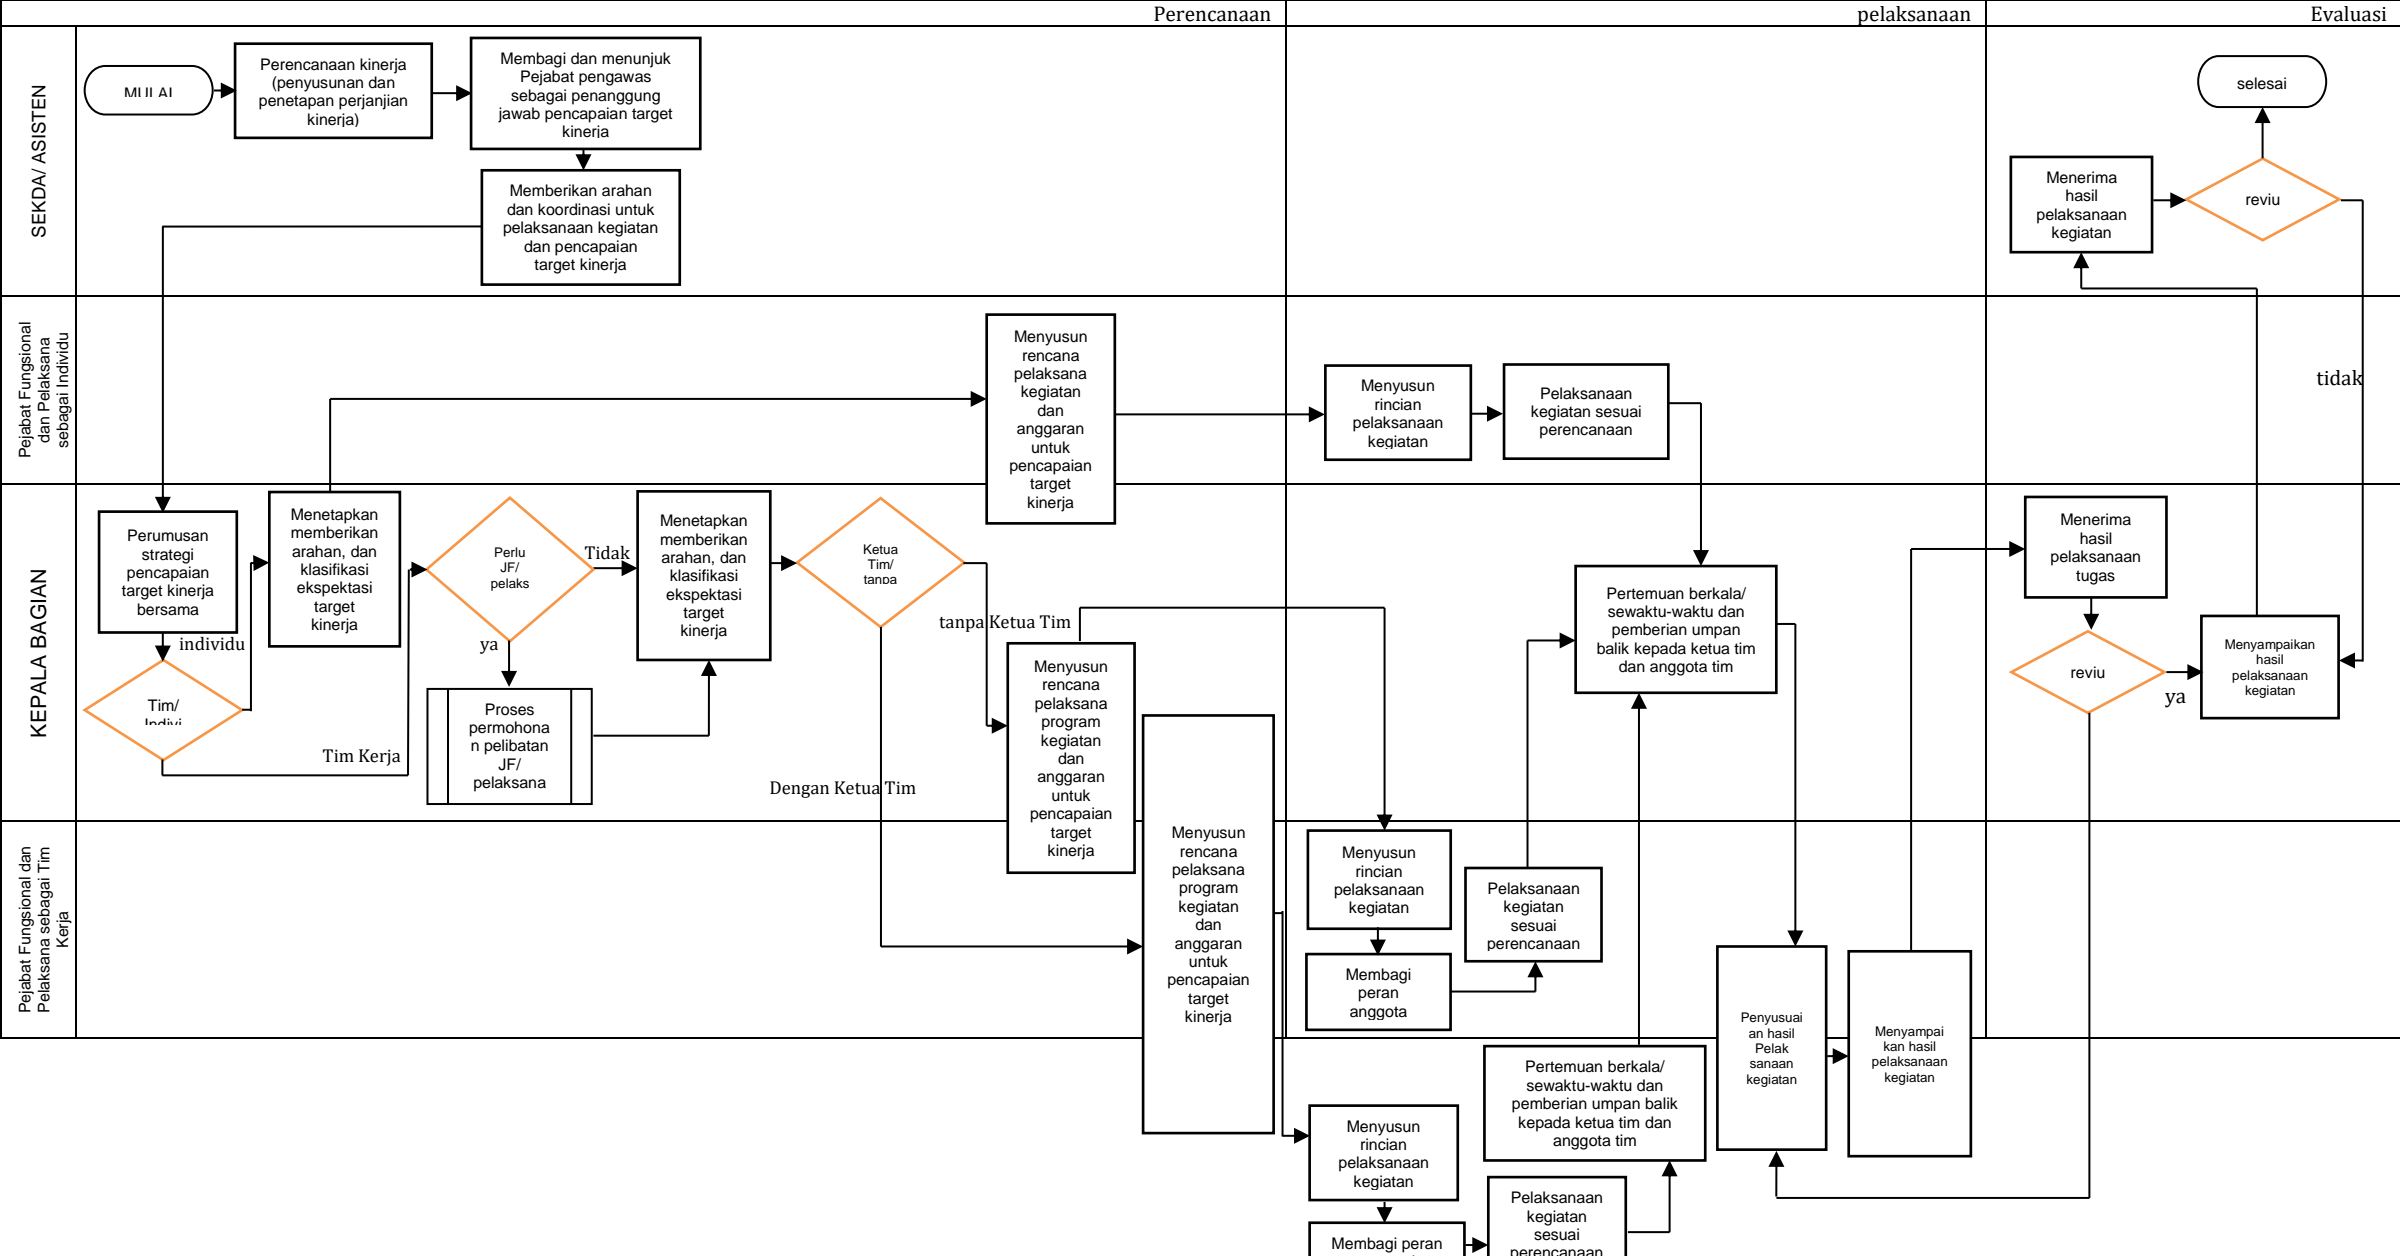 Perencanaan
pelaksanaan
Evaluasi
SEKDA/ ASISTEN
Perencanaan kinerja
(penyusunan dan
penetapan perjanjian
kinerja)
Membagi dan menunjuk
Pejabat pengawas
sebagai penanggung
jawab pencapaian target
kinerja
Memberikan arahan
dan koordinasi untuk
pelaksanaan kegiatan
dan pencapaian
target kinerja
selesai
Menerima
hasil
pelaksanaan
kegiatan
reviu
tidak
Pejabat Fungsional
dan Pelaksana
sebagai Individu
Menyusun
rencana
pelaksana
kegiatan
dan
anggaran
untuk
pencapaian
target
kinerja
Menyusun
rincian
pelaksanaan
kegiatan
Pelaksanaan
kegiatan sesuai
perencanaan
KEPALA BAGIAN
Perumusan
strategi
pencapaian
target kinerja
bersama
individu
Tim/
Tim Kerja
Menetapkan
memberikan
arahan, dan
klasifikasi
ekspektasi
target
kinerja
Perlu
JF/
pelaks
Tidak
ya
Proses
permohona
n pelibatan
JF/
pelaksana
Menetapkan
memberikan
arahan, dan
klasifikasi
ekspektasi
target
kinerja
Ketua
Tim/
tanpa
tanpa Ketua Tim
Dengan Ketua Tim
Menyusun
rencana
pelaksana
program
kegiatan
dan
anggaran
untuk
pencapaian
target
kinerja
Pertemuan berkala/
sewaktu-waktu dan
pemberian umpan
balik kepada ketua tim
dan anggota tim
Menerima
hasil
pelaksanaan
tugas
reviu
ya
Menyampaikan
hasil
pelaksanaan
kegiatan
Pejabat Fungsional dan
Pelaksana sebagai Tim
Kerja
Menyusun
rencana
pelaksana
program
kegiatan
dan
anggaran
untuk
pencapaian
target
kinerja
Menyusun
rincian
pelaksanaan
kegiatan
Membagi
peran
anggota
Pelaksanaan
kegiatan
sesuai
perencanaan
Penyusuai
an hasil
Pelak
sanaan
kegiatan
Menyampai
kan hasil
pelaksanaan
kegiatan
Pertemuan berkala/
sewaktu-waktu dan
pemberian umpan balik
kepada ketua tim dan
anggota tim
Menyusun
rincian
pelaksanaan
kegiatan
Membagi peran
Pelaksanaan
kegiatan
sesuai
perencanaan